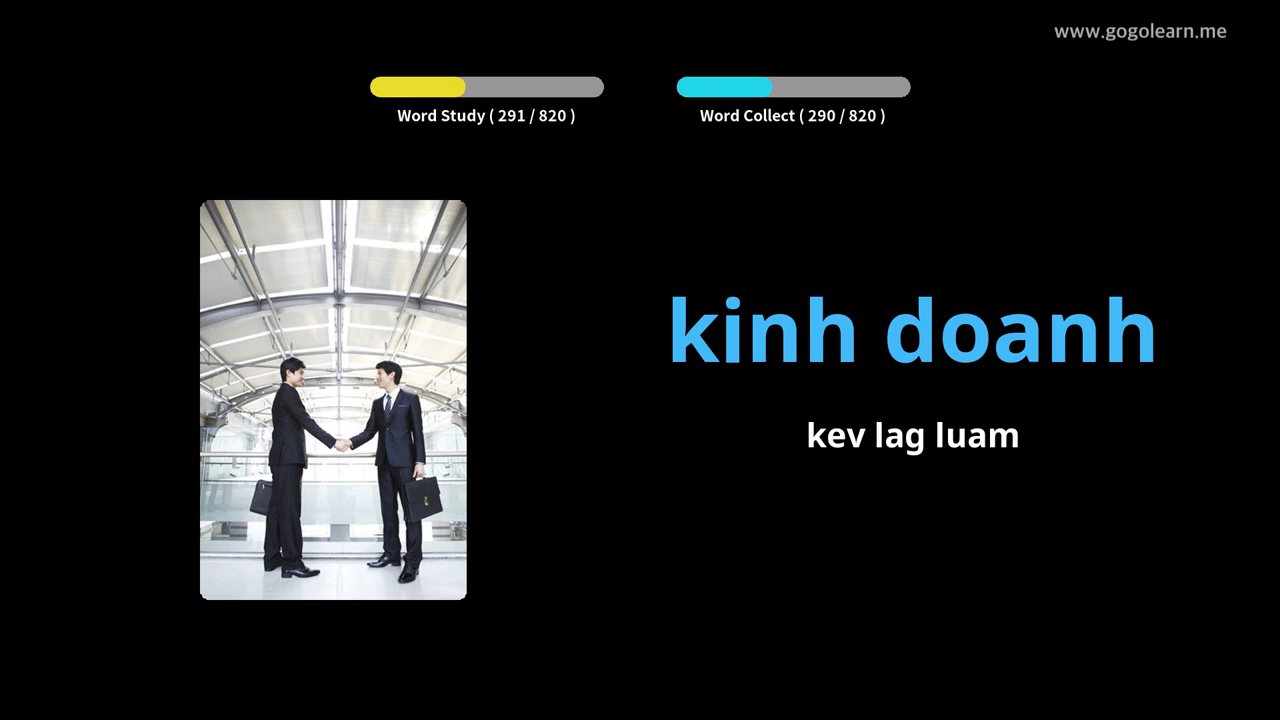 www.gogolearn.me
Word Study ( 291 / 820 )
Word Collect ( 290 / 820 )
kinh doanh
kev lag luam